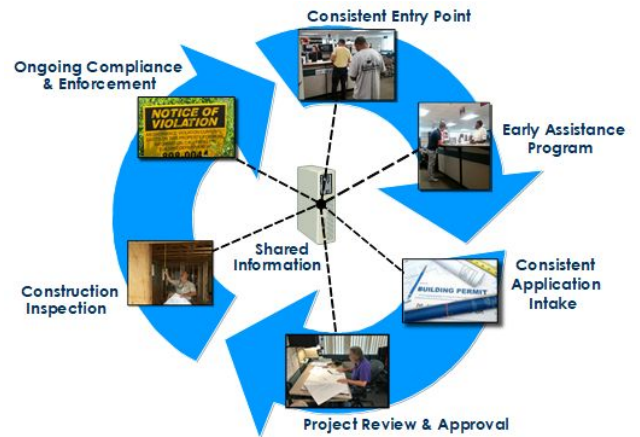 Consistent Entry Point
Ongoing Compliance
& Enforcement
NOTICE OF
VIOLATION
Early Assistance
Program
Shared
Information
Consistent
Application
Intake
BUILDING PERMIT
Construction
Inspection
Project Review & Approval